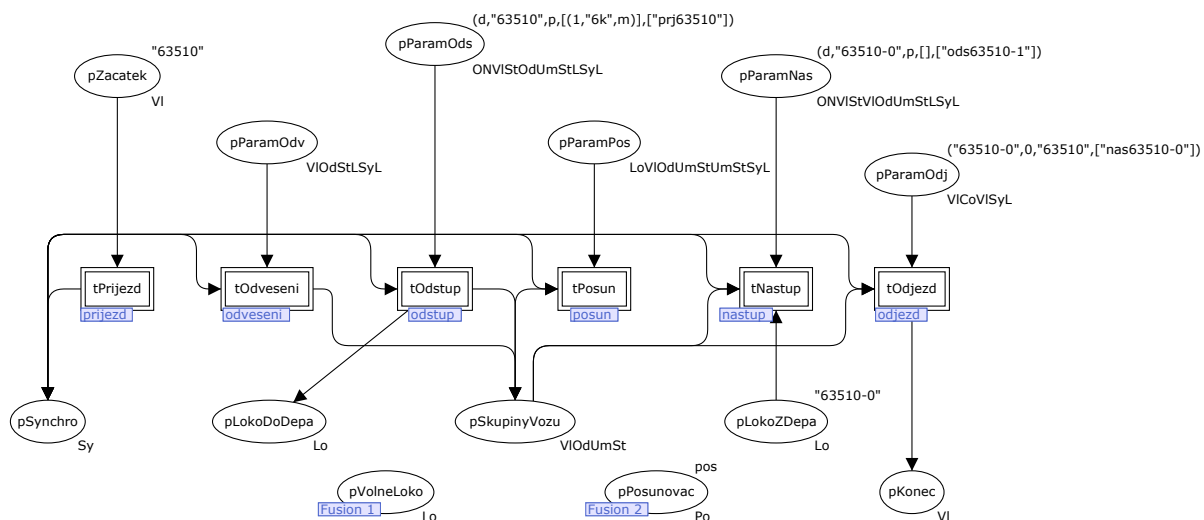 (d,"63510",p,[(1,"6k",m)],["prj63510"])
pParamOds
ONVlStOdUmStLSyL
"63510"
pZacatek
Vl
(d,"63510-0",p,[],["ods63510-1"])
pParamNas
ONVlStVlOdUmStLSyL
pParamOdv
VlOdStLSyL
pParamPos
LoVlOdUmStUmStSyL
("63510-0",0,"63510",["nas63510-0"])
pParamOdj
VlCoVlSyL
tPrijezd
prijezd
tOdveseni
odveseni
tOdstup
odstup
tPosun
posun
tNastup
nastup
tOdjezd
odjezd
pSynchro
Sy
pLokoDoDepa
Lo
pSkupinyVozu
VlOdUmSt
"63510-0"
pLokoZDepa
Lo
pVolneLoko
Fusion 1
Lo
pos
pPosunovac
Fusion 2
Po
pKonec
Vl